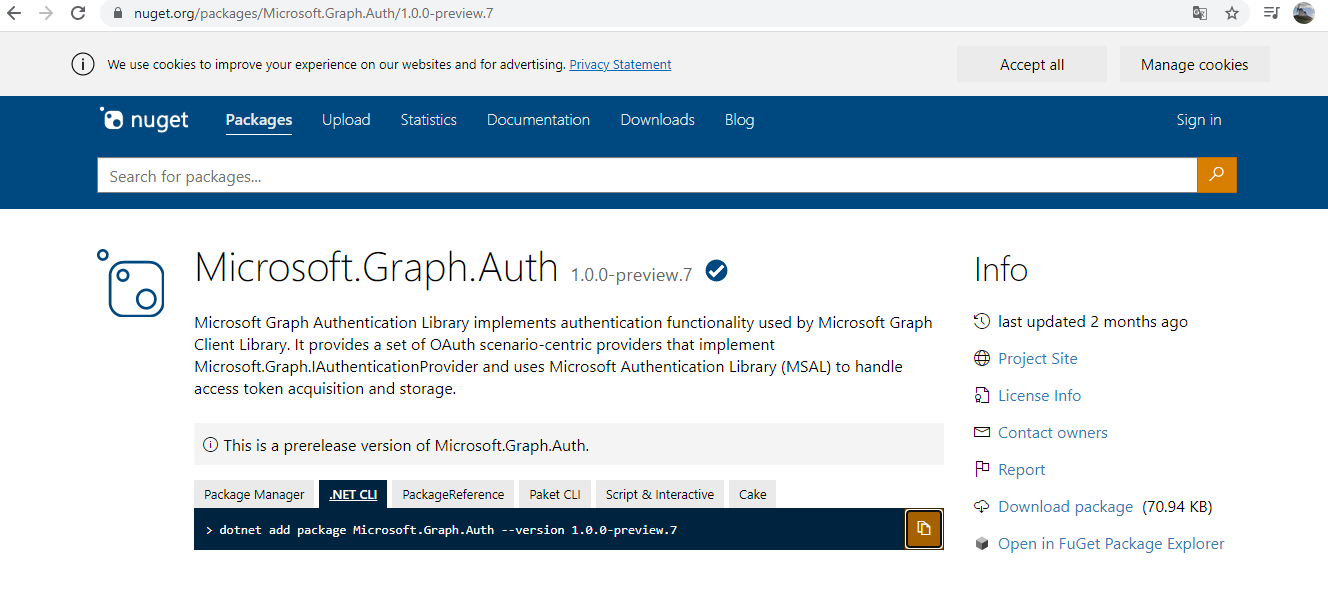 nuget.org/packages/Microsoft.Graph.Auth/1.0.0-preview.7
We use cookies to improve your experience on our websites and for advertising. Privacy Statement
Accept all
Manage cookies
nuget
Packages
Upload
Statistics
Documentation
Downloads
Blog
Sign in
Search for packages...
Microsoft.Graph.Auth 1.0.0-preview.7
Microsoft Graph Authentication Library implements authentication functionality used by Microsoft Graph
Client Library. It provides a set of OAuth scenario-centric providers that implement
Microsoft.Graph.IAuthenticationProvider and uses Microsoft Authentication Library (MSAL) to handle
access token acquisition and storage.
This is a prerelease version of Microsoft.Graph.Auth.
Package Manager
.NET CLI
PackageReference
Paket CLI
Script & Interactive
Cake
> dotnet add package Microsoft.Graph.Auth --version 1.0.0-preview.7
Info
last updated 2 months ago
Project Site
License Info
Contact owners
Report
Download package (70.94 KB)
Open in FuGet Package Explorer